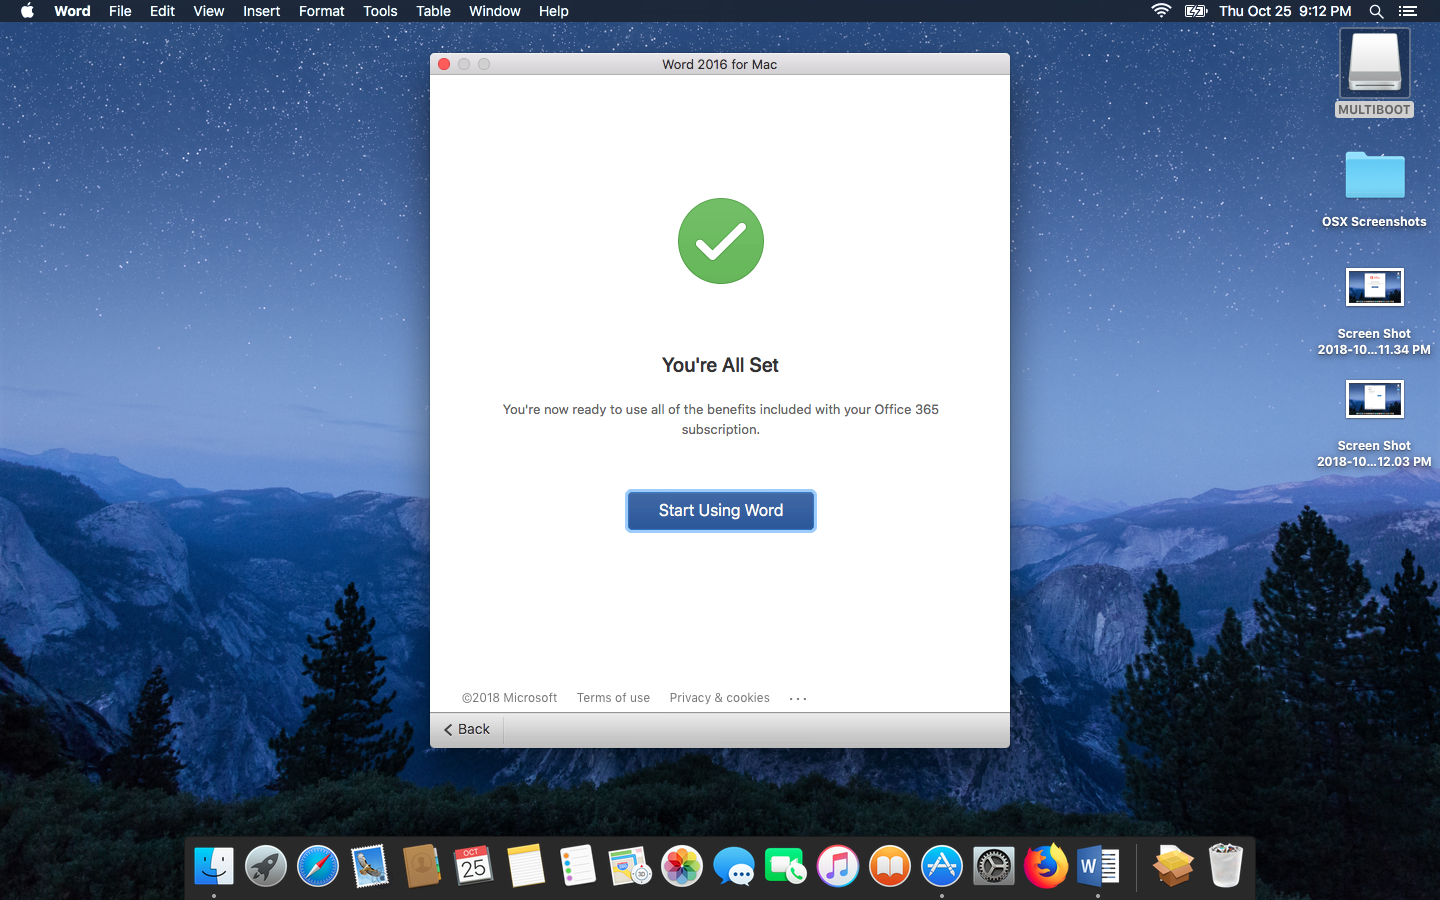 Word File Edit View Insert Format Tools Table Window Help Thu Oct 25 9:12 PM
Word 2016 for Mac
You're All Set
You're now ready to use all of the benefits included with your Office 365
subscription.
Start Using Word
©2018 Microsoft Terms of use Privacy & cookies ...
Back
MULTIBOOT
OSX Screenshots
Screen Shot
2018-10...11.34 PM
Screen Shot
2018-10...12.03 PM
OCT
25
W